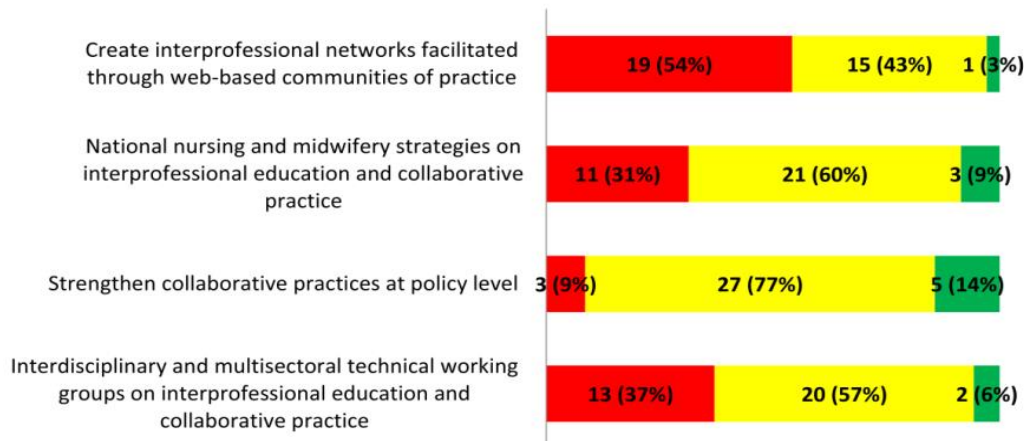 Create interprofessional networks facilitated
through web-based communities of practice
19 (54%) 15 (43%) 1 (3%)
National nursing and midwifery strategies on
interprofessional education and collaborative
practice
11 (31%) 21 (60%) 3 (9%)
Strengthen collaborative practices at policy level
3 (9%) 27 (77%) 5 (14%)
Interdisciplinary and multisectoral technical working
groups on interprofessional education and
collaborative practice
13 (37%) 20 (57%) 2 (6%)